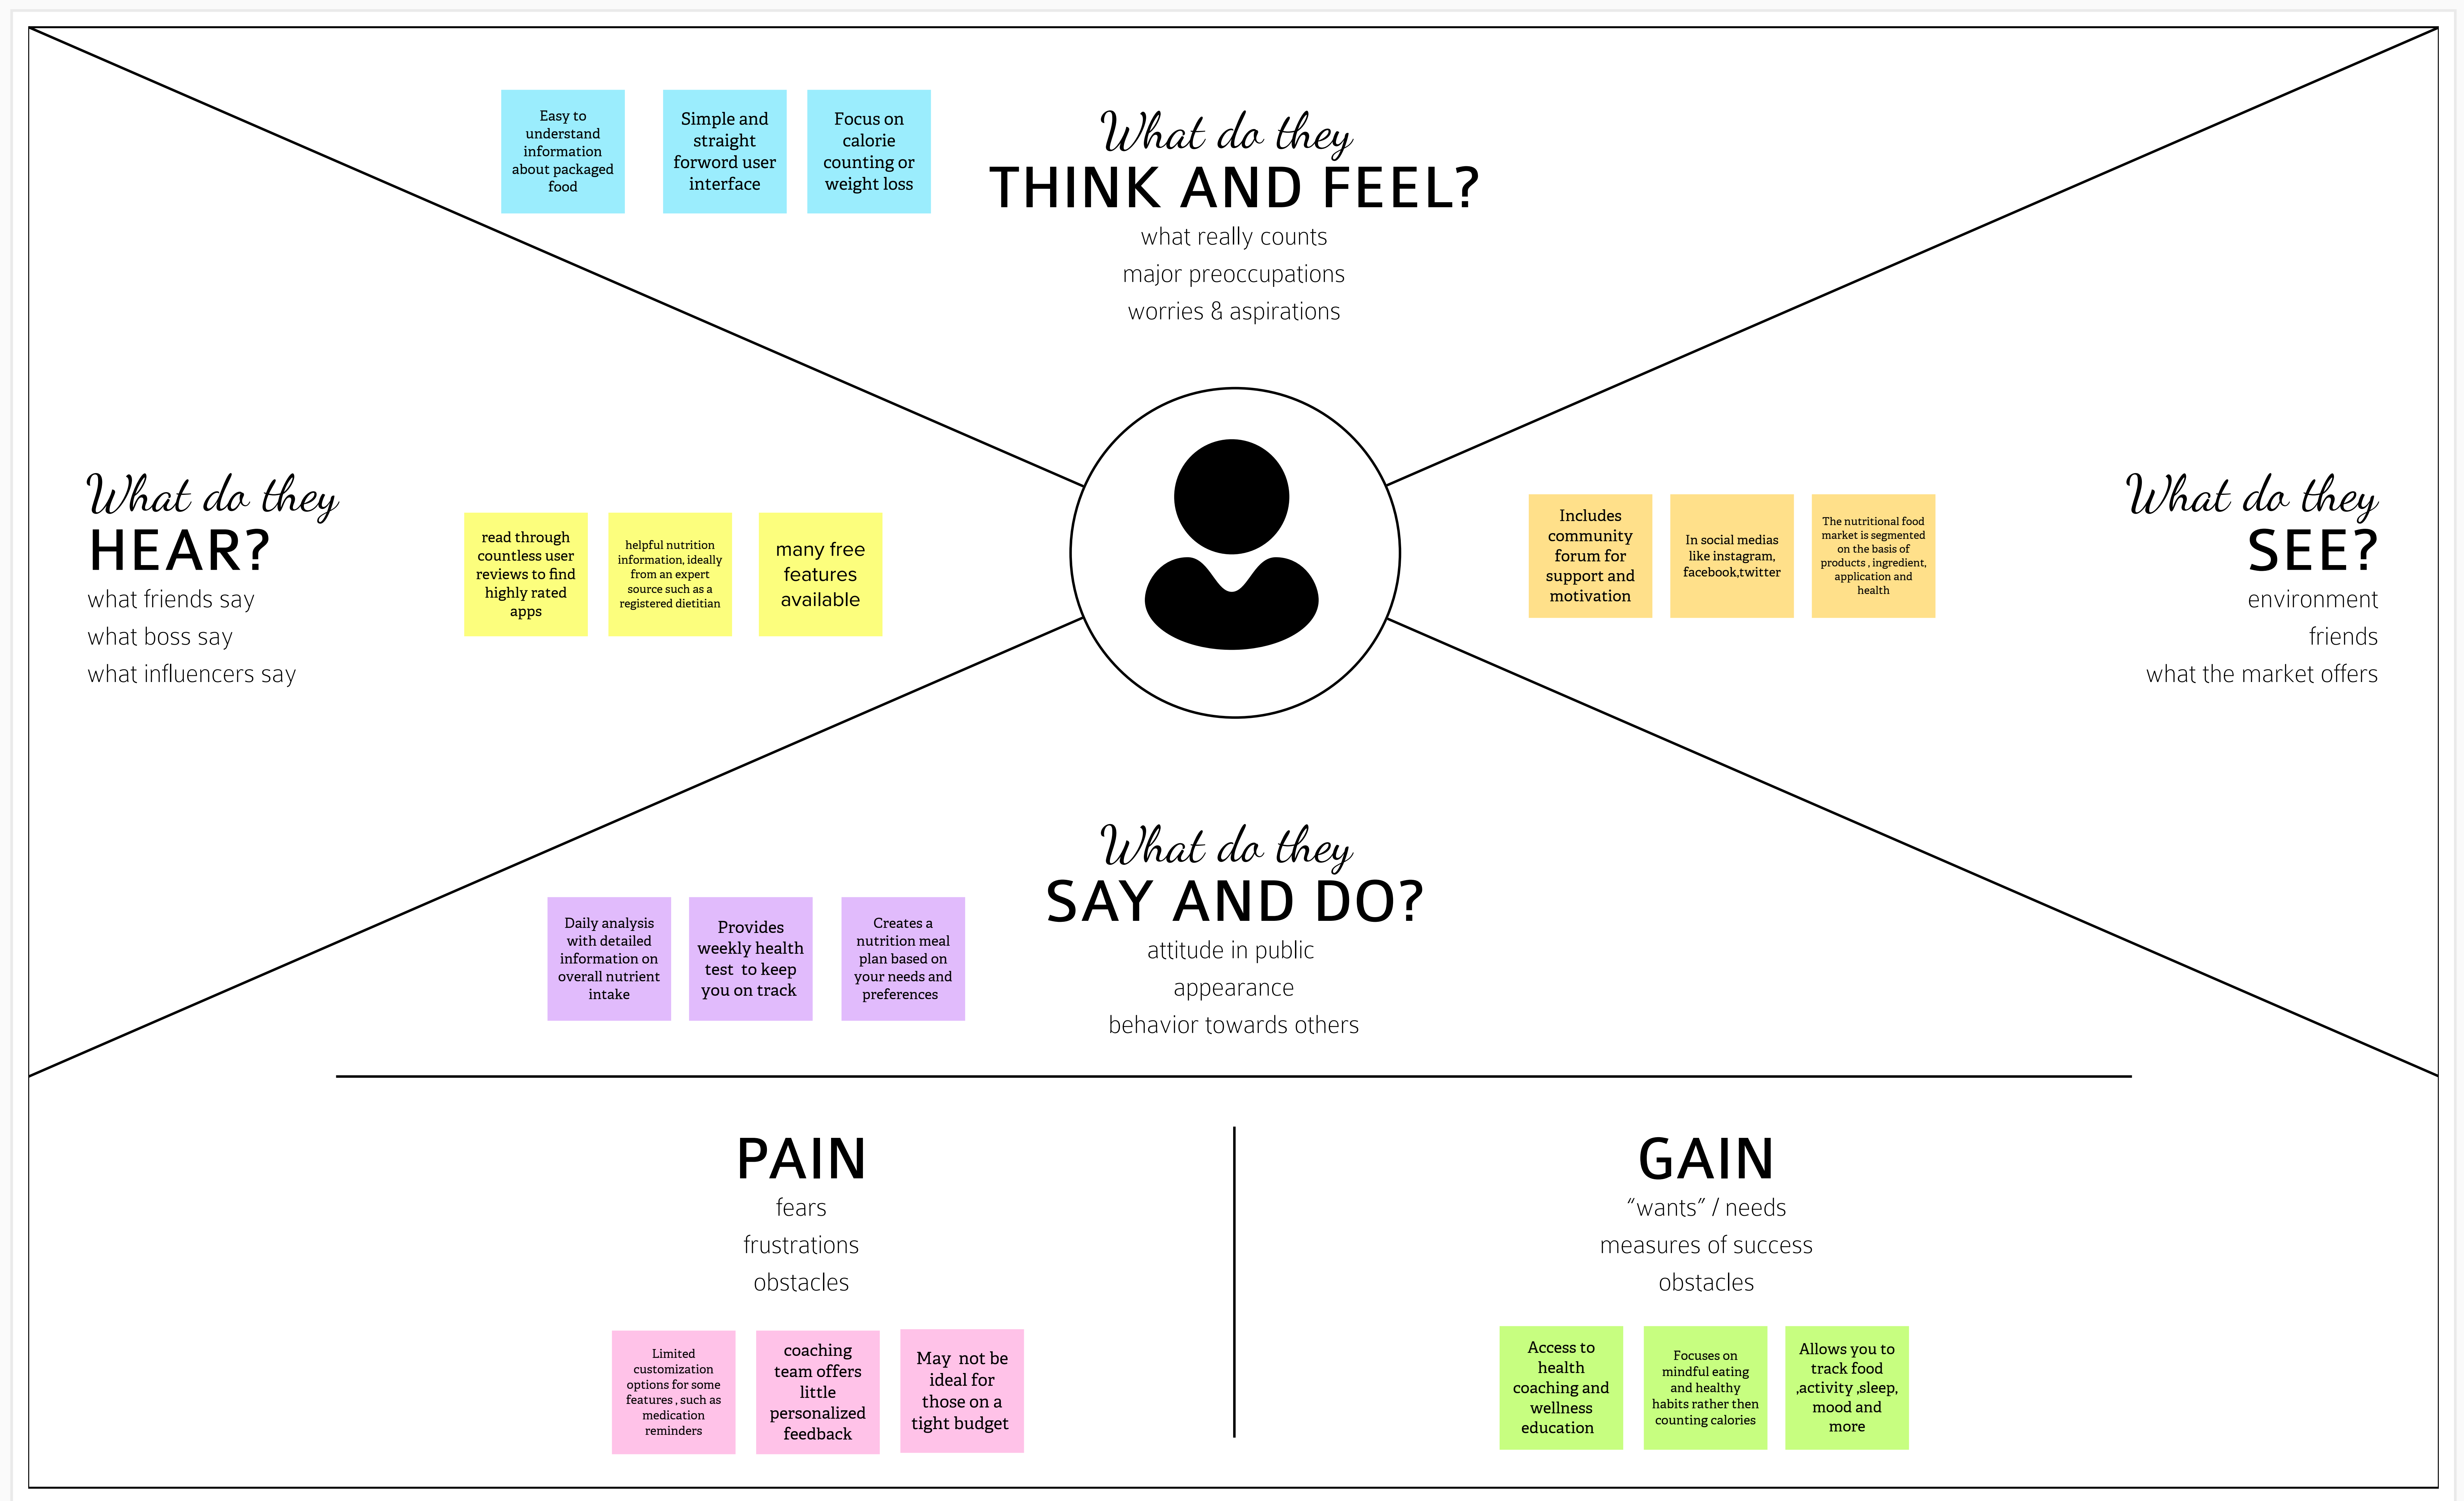 Easy to
understand
information
about packaged
food
Simple and
straight
forword user
interface
Focus on
calorie
counting or
weight loss
What do they
THINK AND FEEL?
what really counts
major preoccupations
worries & aspirations
What do they
HEAR?
what friends say
what boss say
what influencers say
read through
countless user
reviews to find
highly rated
apps
helpful nutrition
information, ideally
from an expert
source such as a
registered dietitian
many free
features
available
Includes
community
forum for
support and
motivation
In social medias
like instagram,
facebook,twitter
The nutritional food
market is segmented
on the basis of
products , ingredient,
application and
health
What do they
SEE?
environment
friends
what the market offers
What do they
SAY AND DO?
attitude in public
appearance
behavior towards others
Daily analysis
with detailed
information on
overall nutrient
intake
Provides
weekly health
test to keep
you on track
Creates a
nutrition meal
plan based on
your needs and
preferences
PAIN
fears
frustrations
obstacles
Limited
customization
options for some
features , such as
medication
reminders
coaching
team offers
little
personalized
feedback
May not be
ideal for
those on a
tight budget
GAIN
“wants” / needs
measures of success
obstacles
Access to
health
coaching and
wellness
education
Focuses on
mindful eating
and healthy
habits rather then
counting calories
Allows you to
track food
,activity ,sleep,
mood and
more